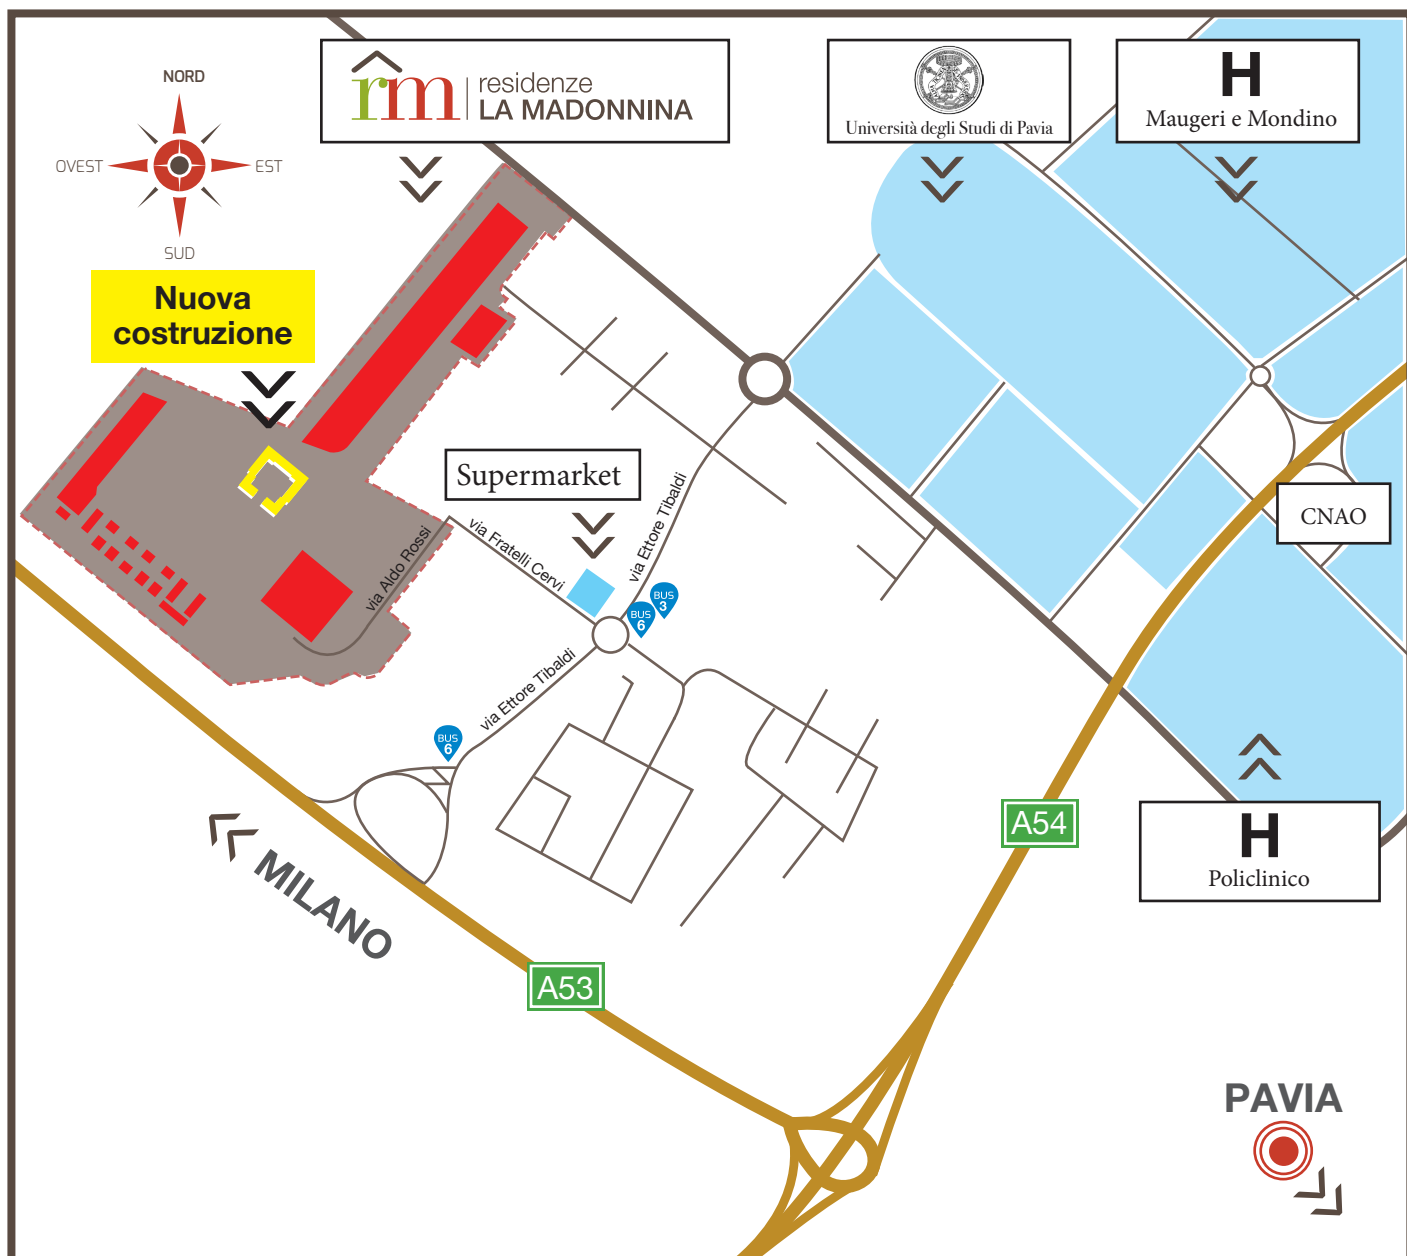 NORD
OVEST
EST
SUD
rm
residenze
LA MADONNINA
Università degli Studi di Pavia
H
Maugeri e Mondino
Nuova
costruzione
Supermarket
via Ettore Tibaldi
via Fratelli Cervi
via Aldo Rossi
CNAO
BUS
3
BUS
6
via Ettore Tibaldi
BUS
6
MILANO
A54
H
Policlinico
A53
PAVIA